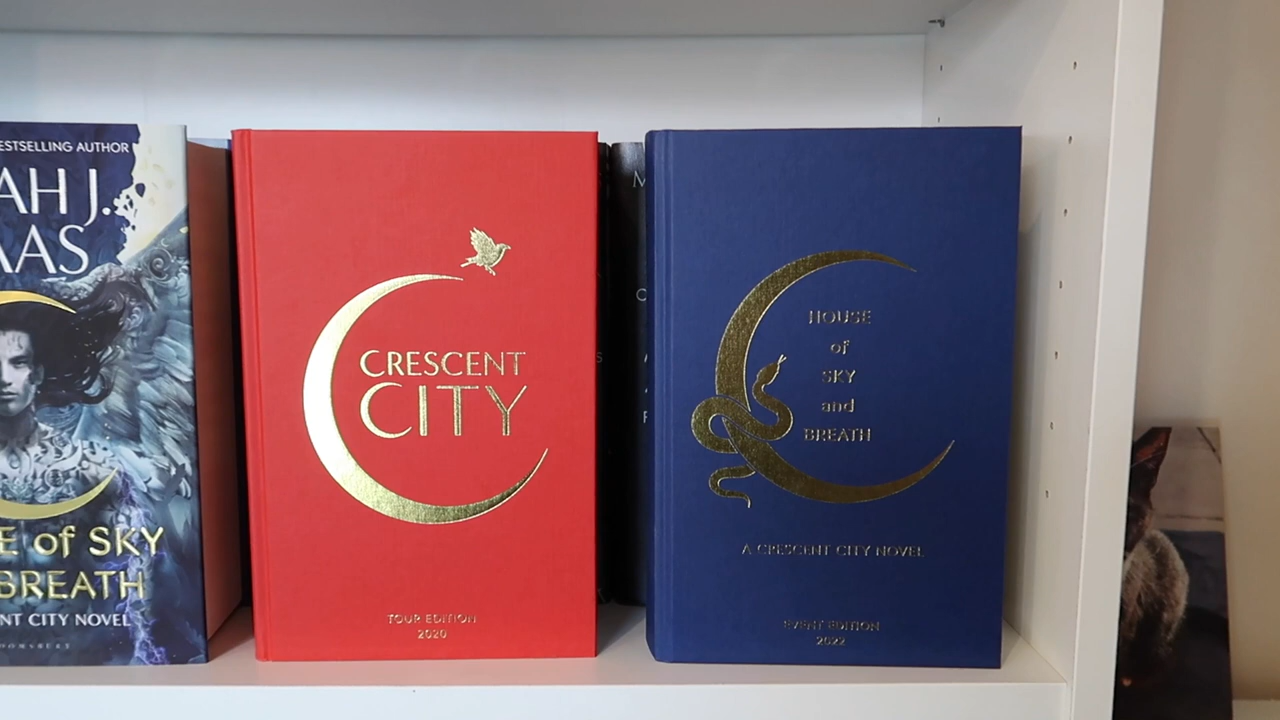 ESTSELLING AUTHOR
AH J.
AAS
E of SKY
BREATH
NT CITY NOVEL
OOMSBURY
CRESCENT
CITY
TOUR EDITION
2020
M
HOUSE
of
SKY
and
BREATH
A CRESCENT CITY NOVEL
EVENT EDITION
2022